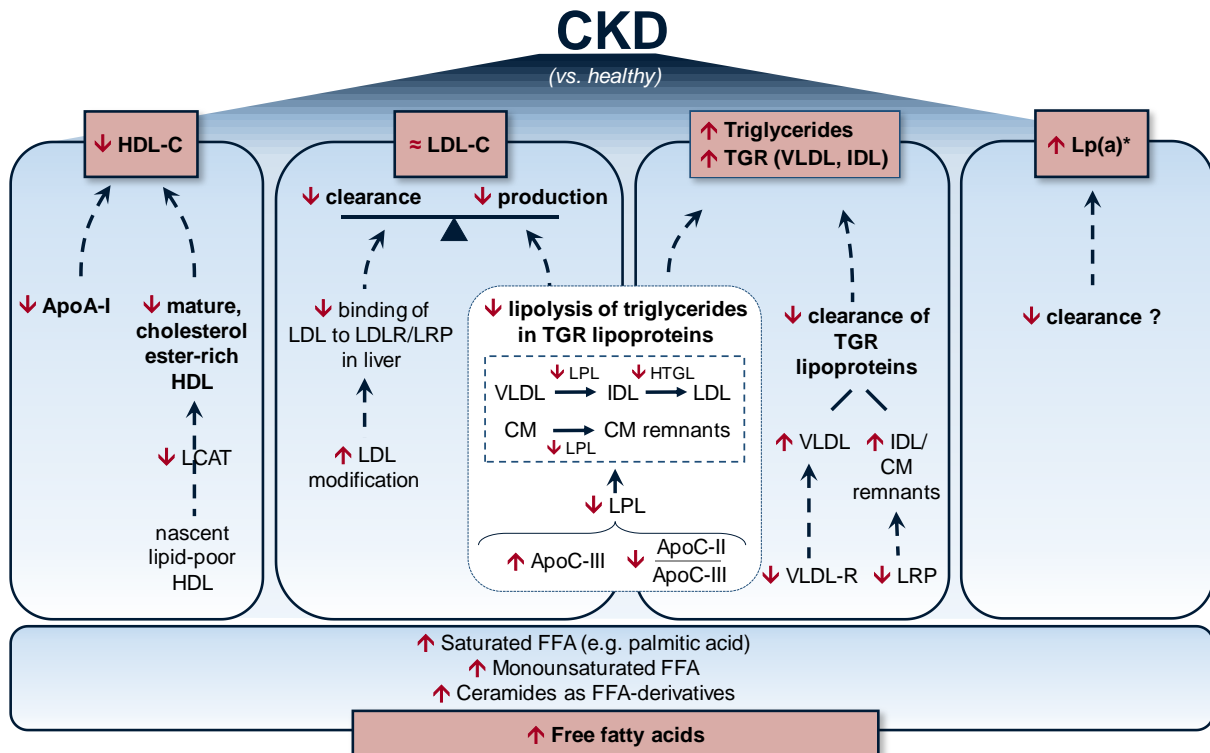 CKD
(vs. healthy)
↓ HDL-C
≈ LDL-C
↑ Triglycerides
↑ TGR (VLDL, IDL)
↑ Lp(a)*
↓ clearance
↓ production
↓ ApoA-I
↓ mature,
cholesterol
ester-rich
HDL
↓ LCAT
nascent
lipid-poor
HDL
↓ binding of
LDL to LDLR/LRP
in liver
↑ LDL
modification
↓ lipolysis of triglycerides
in TGR lipoproteins
↓ LPL
↓ HTGL
VLDL → IDL → LDL
CM → CM remnants
↓ LPL
↓ LPL
↑ ApoC-III
↓ ApoC-II
ApoC-III
↓ clearance of
TGR
lipoproteins
↑ VLDL
↑ IDL/
CM
remnants
↓ VLDL-R
↓ LRP
↓ clearance ?
↑ Saturated FFA (e.g. palmitic acid)
↑ Monounsaturated FFA
↑ Ceramides as FFA-derivatives
↑ Free fatty acids